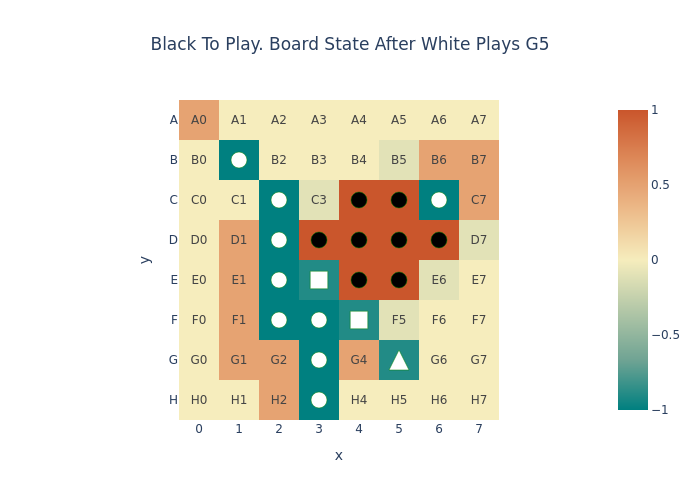 Black To Play. Board State After White Plays G5
A A0 A1 A2 A3 A4 A5 A6 A7
B B0 B2 B3 B4 B5 B6 B7
C C0 C1 C3 C7
D D0 D1 D7
E E0 E1 E6 E7
F F0 F1 F5 F6 F7
G G0 G1 G2 G4 G6 G7
H H0 H1 H2 H4 H5 H6 H7
0 1 2 3 4 5 6 7
x
y
1
0.5
0
−0.5
−1